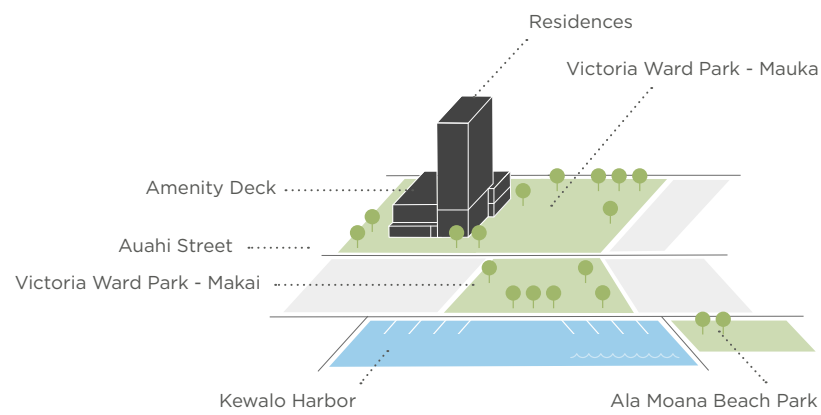 Residences
Victoria Ward Park - Mauka
Amenity Deck
Auahi Street
Victoria Ward Park - Makai
Kewalo Harbor
Ala Moana Beach Park